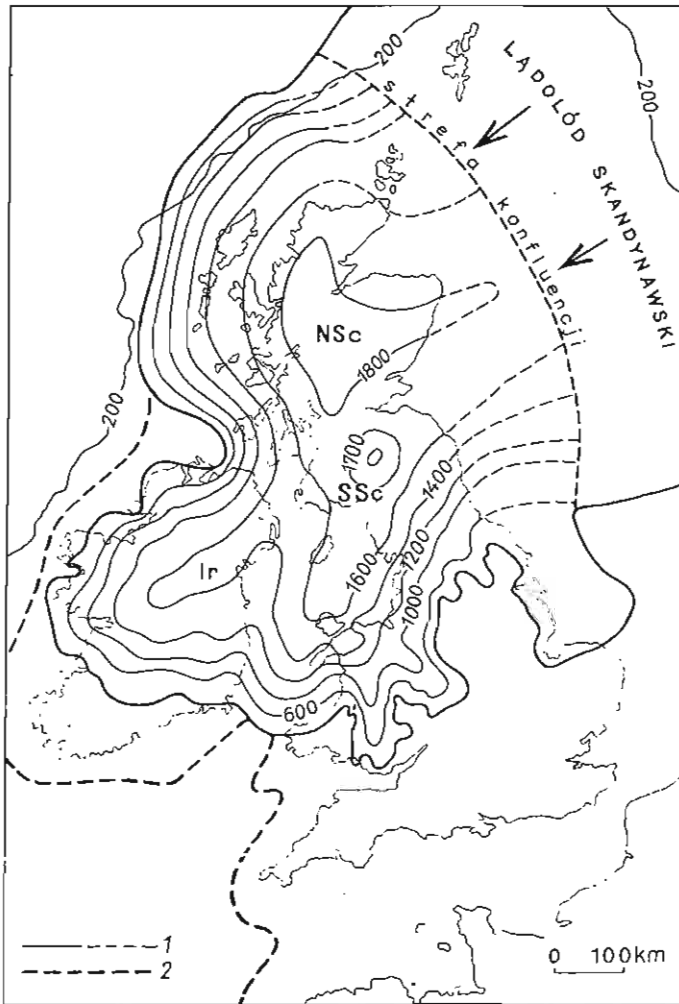 200
200
LĄDOLÓD SKANDYNAWSKI
strefa konfluencji
NSc
1800
200
1700
SSc
1400
Ir
1600
1200
1000
600
1
2
0 100km